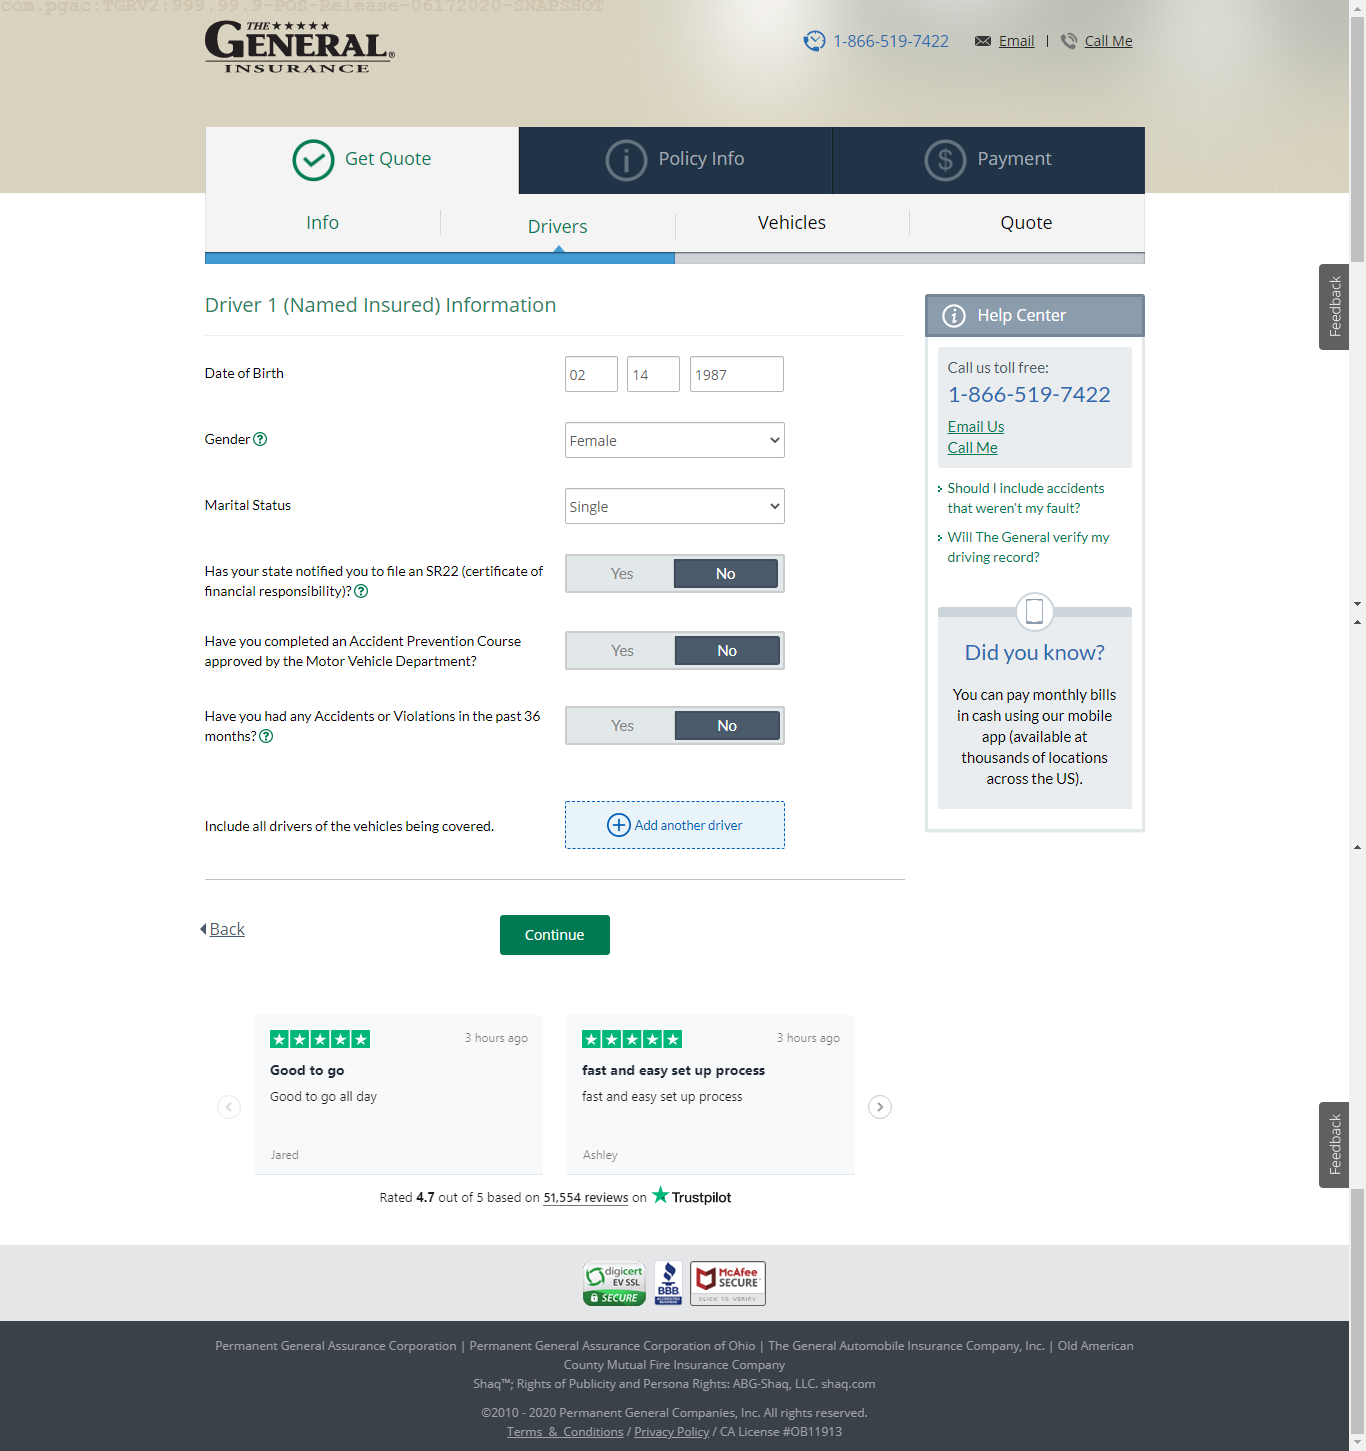 com.pgac:TGRV2:999.99.9-POS-Release-06172020-SNAPSHOT
THE
GENERAL®
INSURANCE
1-866-519-7422 Email | Call Me
Get Quote Policy Info Payment
Info Drivers Vehicles Quote
Driver 1 (Named Insured) Information
Date of Birth 02 14 1987
Gender Female
Marital Status Single
Has your state notified you to file an SR22 (certificate of
financial responsibility)?
Yes No
Have you completed an Accident Prevention Course
approved by the Motor Vehicle Department?
Yes No
Have you had any Accidents or Violations in the past 36
months?
Yes No
Include all drivers of the vehicles being covered.
Add another driver
Back
Continue
Help Center
Call us toll free:
1-866-519-7422
Email Us
Call Me
Should I include accidents
that weren't my fault?
Will The General verify my
driving record?
Did you know?
You can pay monthly bills
in cash using our mobile
app (available at
thousands of locations
across the US).
Feedback
3 hours ago
Good to go
Good to go all day
Jared
3 hours ago
fast and easy set up process
fast and easy set up process
Ashley
Rated 4.7 out of 5 based on 51,554 reviews on Trustpilot
Feedback
digicert
EV SSL
SECURE
BBB
ACCREDITED
BUSINESS
McAfee
SECURE
CLICK TO VERIFY
Permanent General Assurance Corporation | Permanent General Assurance Corporation of Ohio | The General Automobile Insurance Company, Inc. | Old American
County Mutual Fire Insurance Company
Shaq™; Rights of Publicity and Persona Rights: ABG-Shaq, LLC. shaq.com
©2010 - 2020 Permanent General Companies, Inc. All rights reserved.
Terms & Conditions / Privacy Policy / CA License #OB11913